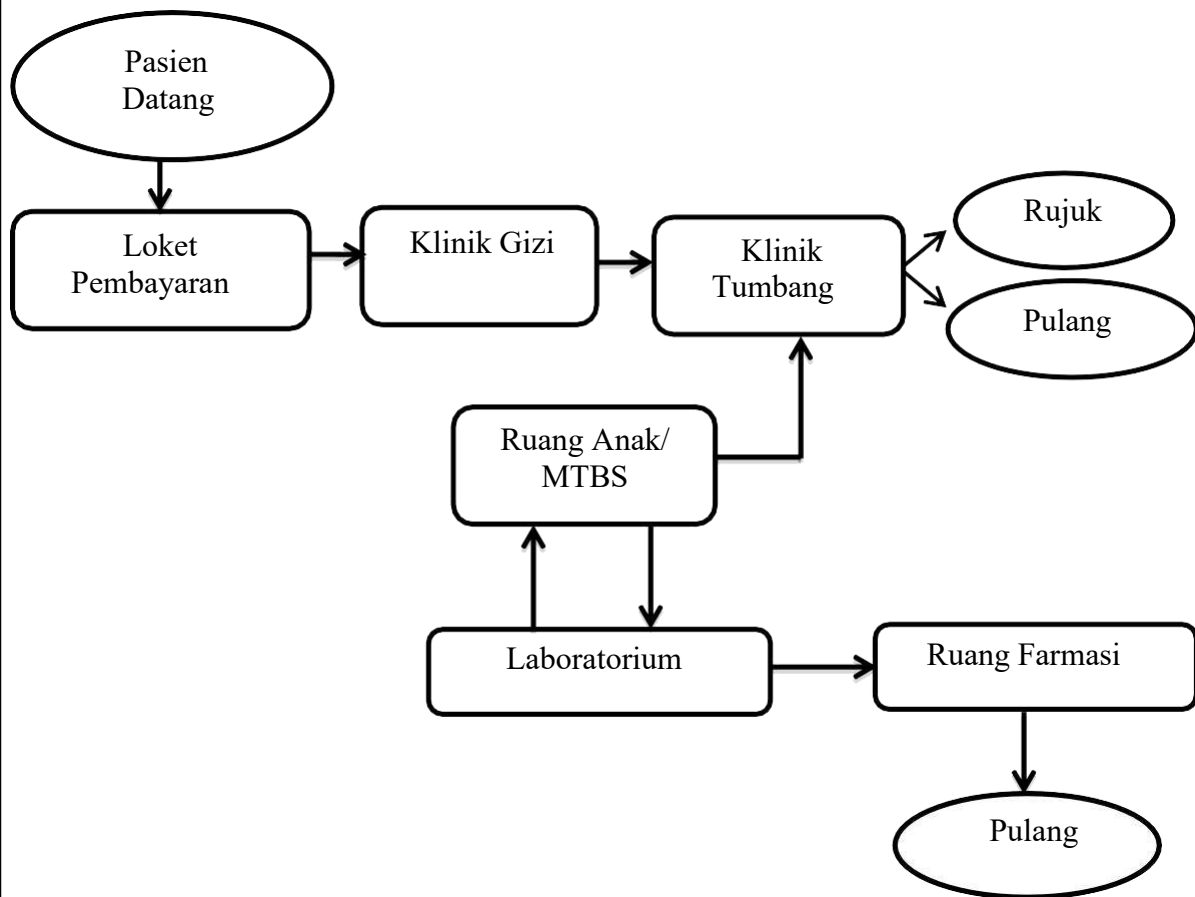 Pasien
Datang
Loket
Pembayaran
Klinik Gizi
Klinik
Tumbang
Rujuk
Pulang
Ruang Anak/
MTBS
Laboratorium
Ruang Farmasi
Pulang